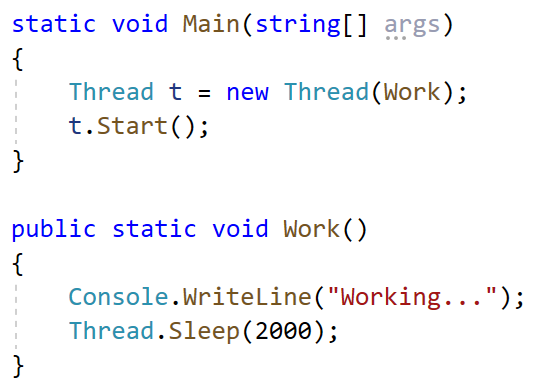 static void Main(string[] args)
{
    Thread t = new Thread(Work);
    t.Start();
}

public static void Work()
{
    Console.WriteLine("Working...");
    Thread.Sleep(2000);
}